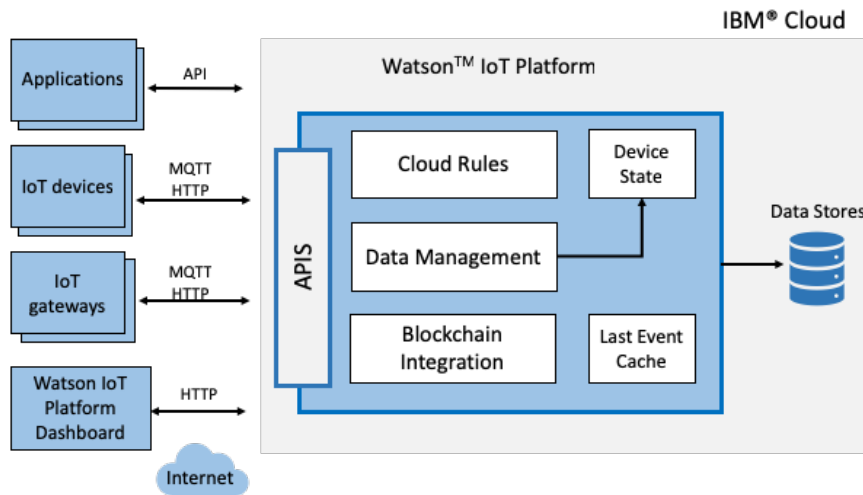 IBM® Cloud
Watson™ IoT Platform
Applications
API
IoT devices
MQTT
HTTP
IoT
gateways
MQTT
HTTP
Watson IoT
Platform
Dashboard
HTTP
Internet
APIS
Cloud Rules
Device
State
Data Management
Blockchain
Integration
Last Event
Cache
Data Stores